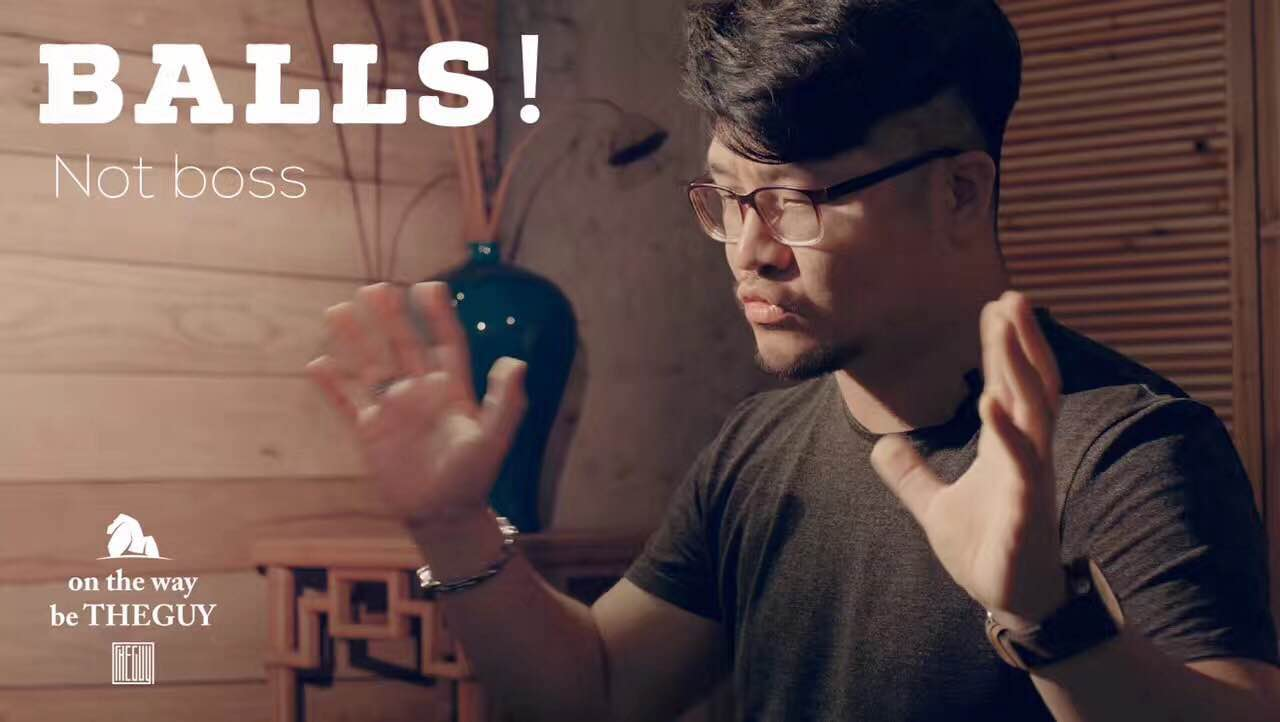 BALLS!
Not boss
on the way
be THEGUY
THEGUY